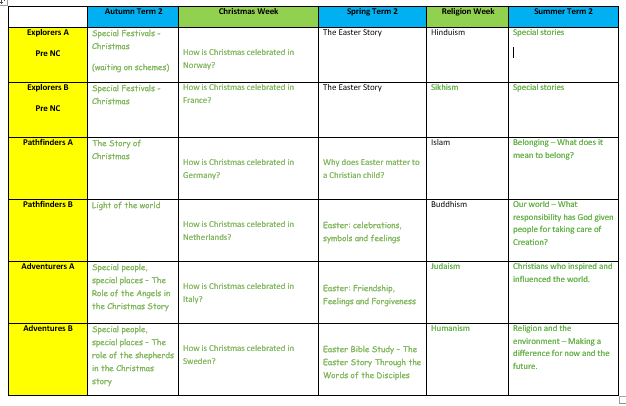 Autumn Term 2 Christmas Week Spring Term 2 Religion Week Summer Term 2
Explorers A
Pre NC
Special Festivals -
Christmas
(waiting on schemes)
How is Christmas celebrated in
Norway?
The Easter Story
Hinduism
Special stories
Explorers B
Pre NC
Special Festivals -
Christmas
How is Christmas celebrated in
France?
The Easter Story
Sikhism
Special stories
Pathfinders A
The Story of
Christmas
How is Christmas celebrated in
Germany?
Why does Easter matter to
a Christian child?
Islam
Belonging – What does it
mean to belong?
Pathfinders B
Light of the world
How is Christmas celebrated in
Netherlands?
Easter: celebrations,
symbols and feelings
Buddhism
Our world – What
responsibility has God given
people for taking care of
Creation?
Adventurers A
Special people,
special places – The
Role of the Angels in
the Christmas Story
How is Christmas celebrated in
Italy?
Easter: Friendship,
Feelings and Forgiveness
Judaism
Christians who inspired and
influenced the world.
Adventures B
Special people,
special places – The
role of the shepherds
in the Christmas
story
How is Christmas celebrated in
Sweden?
Easter Bible Study – The
Easter Story Through the
Words of the Disciples
Humanism
Religion and the
environment – Making a
difference for now and the
future.